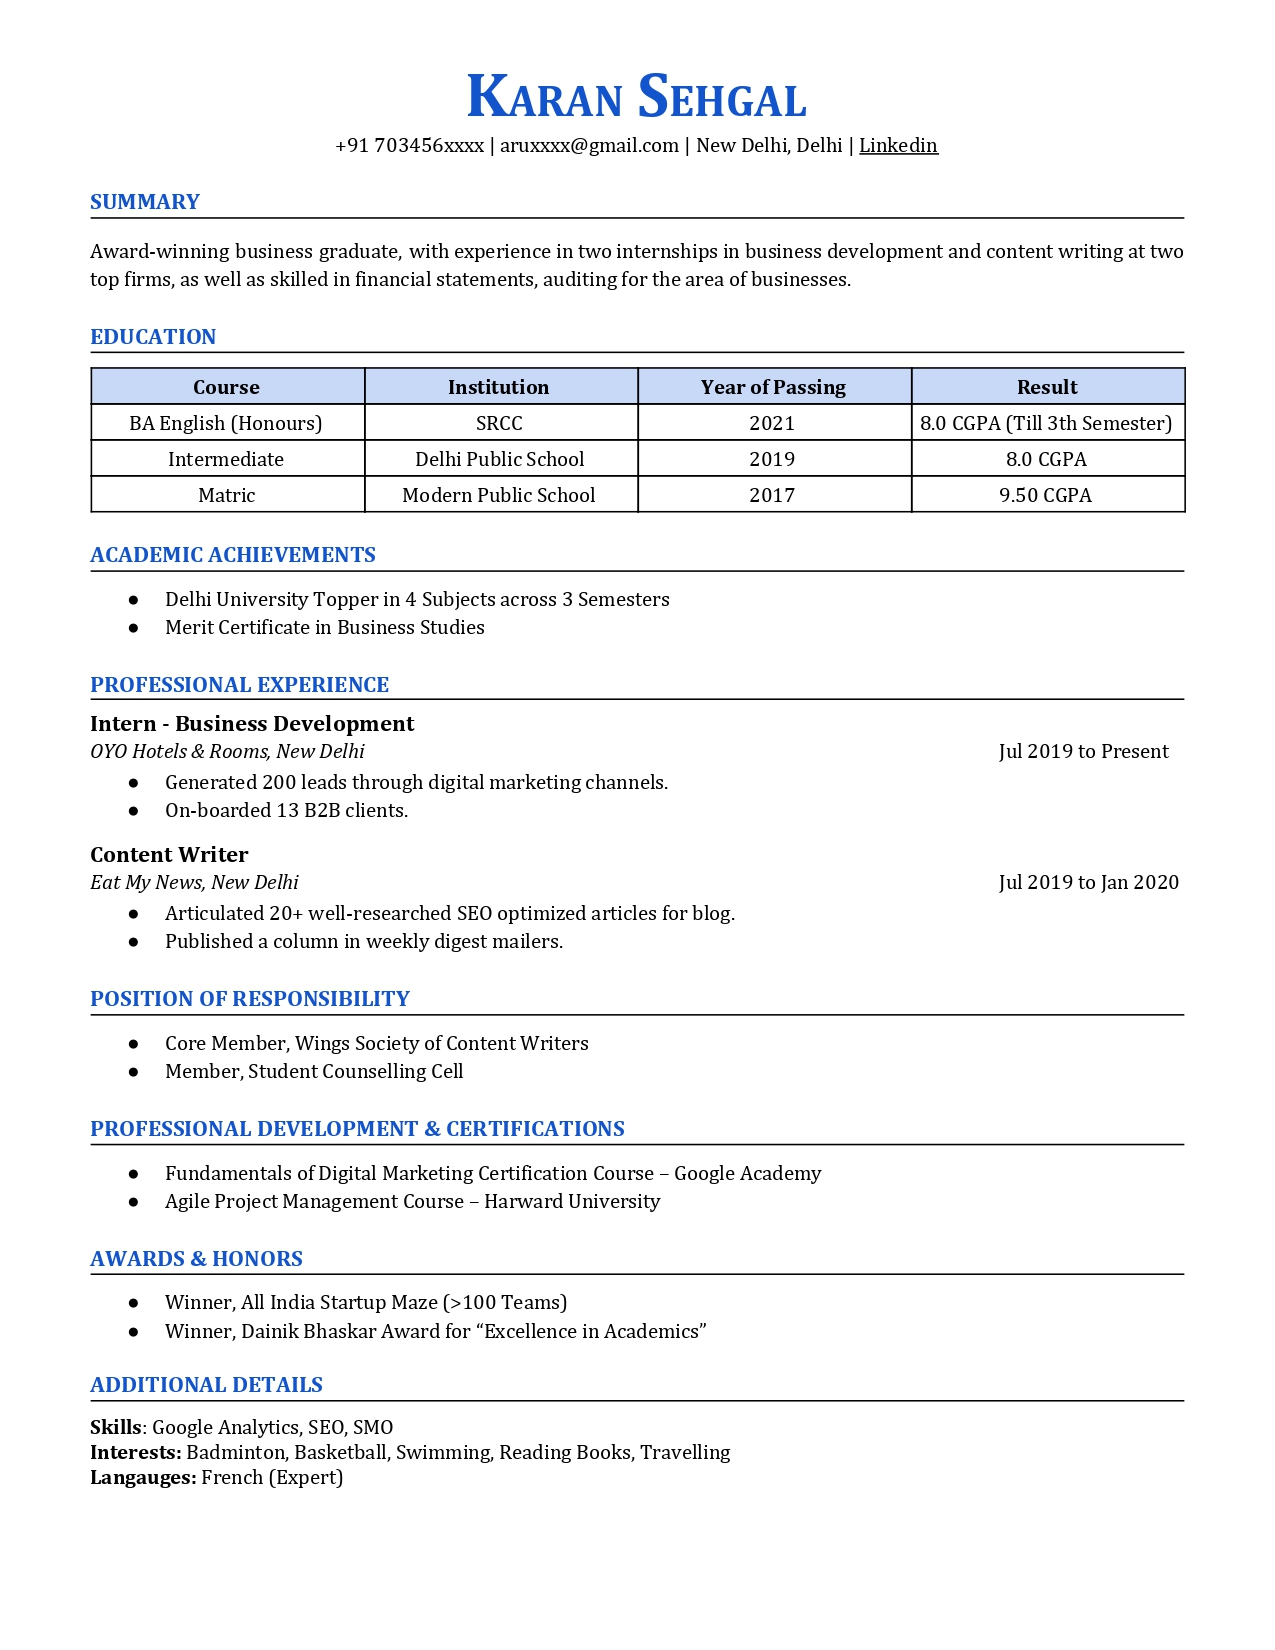 KARAN SEHGAL
+91 703456xxxx | aruxxxx@gmail.com | New Delhi, Delhi | Linkedin
SUMMARY
Award-winning business graduate, with experience in two internships in business development and content writing at two
top firms, as well as skilled in financial statements, auditing for the area of businesses.
EDUCATION
Course Institution Year of Passing Result
BA English (Honours) SRCC 2021 8.0 CGPA (Till 3th Semester)
Intermediate Delhi Public School 2019 8.0 CGPA
Matric Modern Public School 2017 9.50 CGPA
ACADEMIC ACHIEVEMENTS
● Delhi University Topper in 4 Subjects across 3 Semesters
● Merit Certificate in Business Studies
PROFESSIONAL EXPERIENCE
Intern - Business Development
OYO Hotels & Rooms, New Delhi Jul 2019 to Present
● Generated 200 leads through digital marketing channels.
● On-boarded 13 B2B clients.
Content Writer
Eat My News, New Delhi Jul 2019 to Jan 2020
● Articulated 20+ well-researched SEO optimized articles for blog.
● Published a column in weekly digest mailers.
POSITION OF RESPONSIBILITY
● Core Member, Wings Society of Content Writers
● Member, Student Counselling Cell
PROFESSIONAL DEVELOPMENT & CERTIFICATIONS
● Fundamentals of Digital Marketing Certification Course – Google Academy
● Agile Project Management Course – Harward University
AWARDS & HONORS
● Winner, All India Startup Maze (>100 Teams)
● Winner, Dainik Bhaskar Award for “Excellence in Academics”
ADDITIONAL DETAILS
Skills: Google Analytics, SEO, SMO
Interests: Badminton, Basketball, Swimming, Reading Books, Travelling
Langauges: French (Expert)